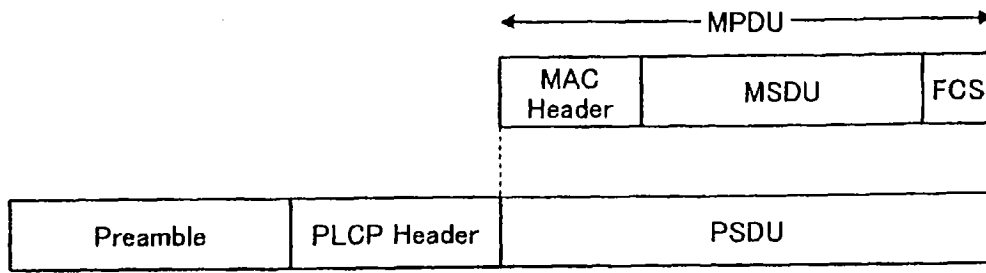 MPDU
MAC
Header
MSDU
FCS
Preamble
PLCP Header
PSDU